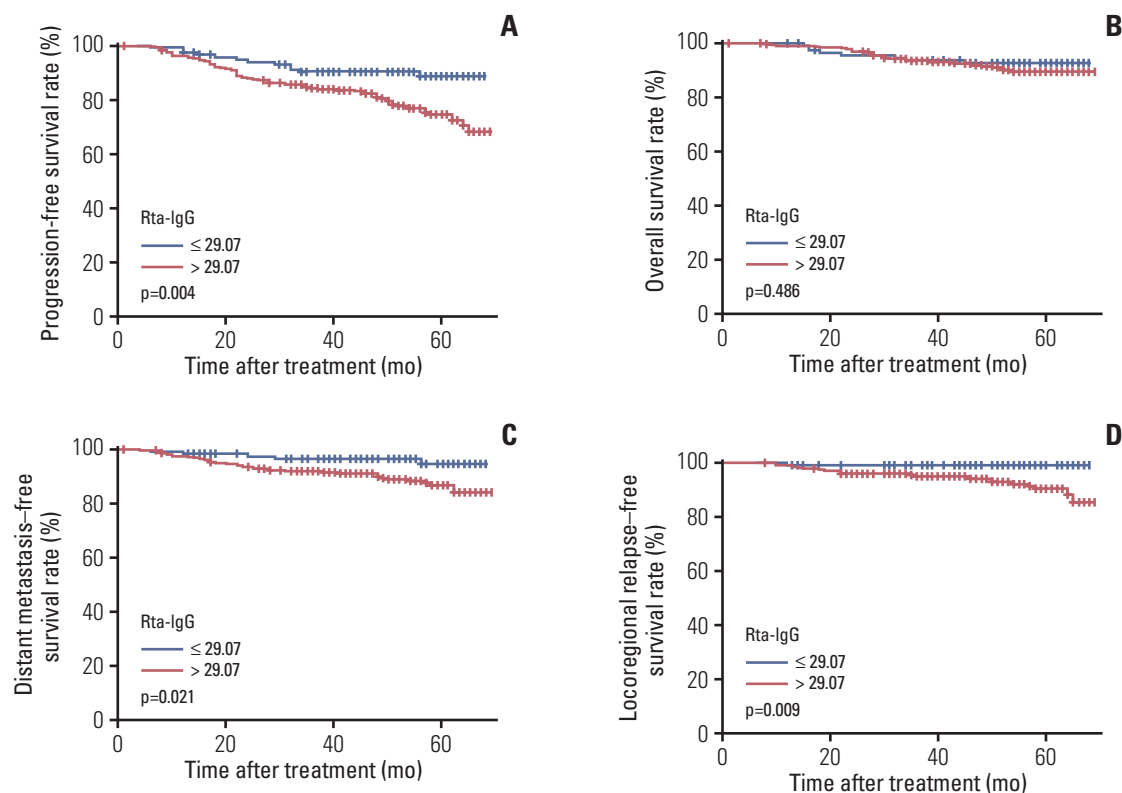 A
Progression-free survival rate (%)
100
80
60
40
20
0
Rta-IgG
≤ 29.07
> 29.07
p=0.004
0 20 40 60
Time after treatment (mo)
B
Overall survival rate (%)
100
80
60
40
20
0
Rta-IgG
≤ 29.07
> 29.07
p=0.486
0 20 40 60
Time after treatment (mo)
C
Distant metastasis–free
survival rate (%)
100
80
60
40
20
0
Rta-IgG
≤ 29.07
> 29.07
p=0.021
0 20 40 60
Time after treatment (mo)
D
Locoregional relapse–free
survival rate (%)
100
80
60
40
20
0
Rta-IgG
≤ 29.07
> 29.07
p=0.009
0 20 40 60
Time after treatment (mo)